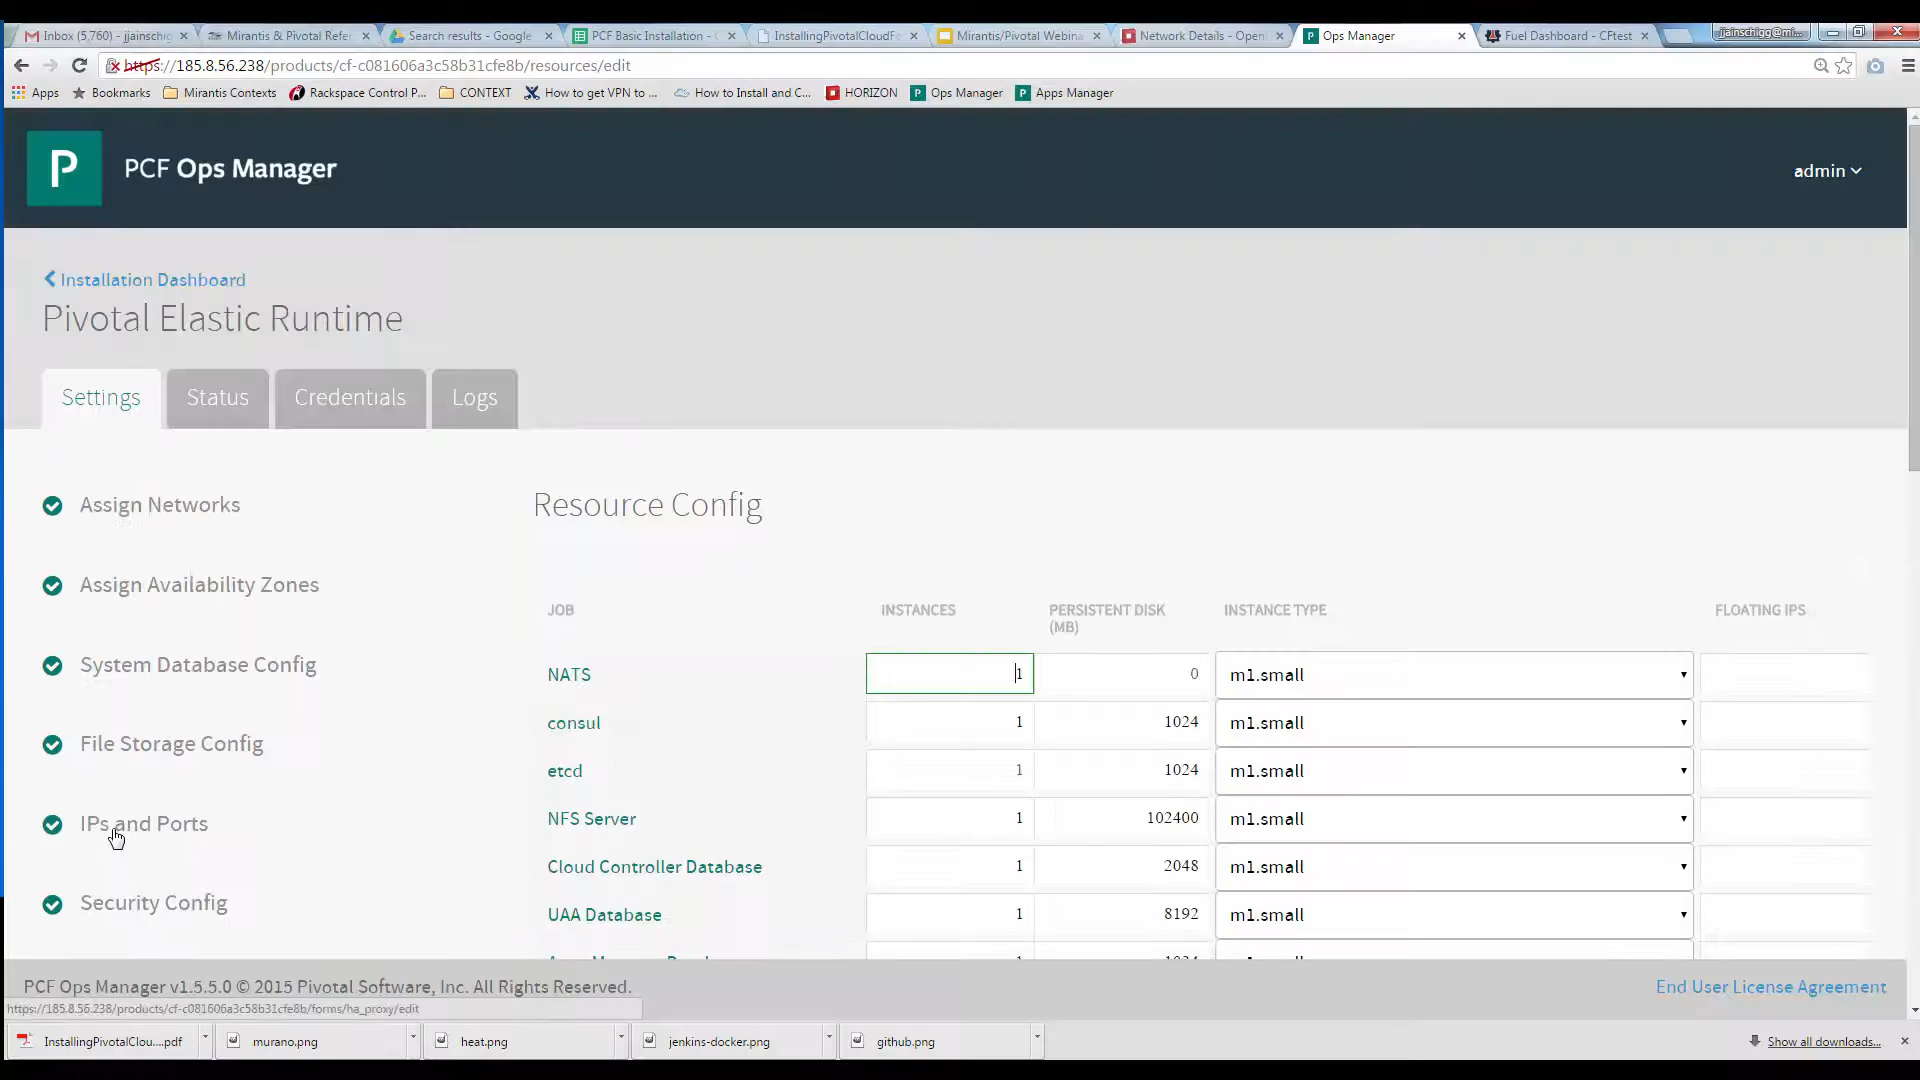 Inbox (5,760) - jjainschigg
Mirantis & Pivotal Refe
Search results - Google
PCF Basic Installation -
InstallingPivotalCloudF
Mirantis/Pivotal Webina
Network Details - Open
Ops Manager
Fuel Dashboard - CFtest
jjainschigg@mi...
https://185.8.56.238/products/cf-c081606a3c58b31cfe8b/resources/edit
Apps
Bookmarks
Mirantis Contexts
Rackspace Control P...
CONTEXT
How to get VPN to ...
How to Install and C...
HORIZON
Ops Manager
Apps Manager
P
PCF Ops Manager
admin
Installation Dashboard
Pivotal Elastic Runtime
Settings
Status
Credentials
Logs
Assign Networks
Assign Availability Zones
System Database Config
File Storage Config
IPs and Ports
Security Config
Resource Config
JOB INSTANCES PERSISTENT DISK (MB) INSTANCE TYPE FLOATING IPS
NATS 1 0 m1.small
consul 1 1024 m1.small
etcd 1 1024 m1.small
NFS Server 1 102400 m1.small
Cloud Controller Database 1 2048 m1.small
UAA Database 1 8192 m1.small
PCF Ops Manager v1.5.5.0 © 2015 Pivotal Software, Inc. All Rights Reserved.
End User License Agreement
https://185.8.56.238/products/cf-c081606a3c58b31cfe8b/forms/ha_proxy/edit
InstallingPivotalClou....pdf
murano.png
heat.png
jenkins-docker.png
github.png
Show all downloads...